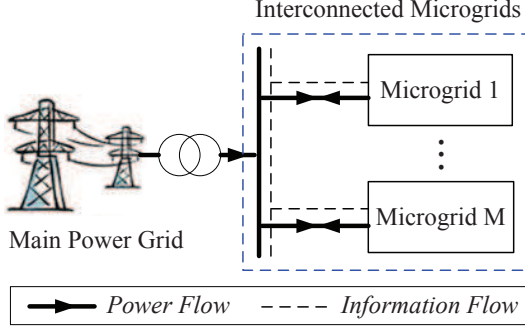 Interconnected Microgrids
Microgrid 1
Microgrid M
Main Power Grid
Power Flow
Information Flow